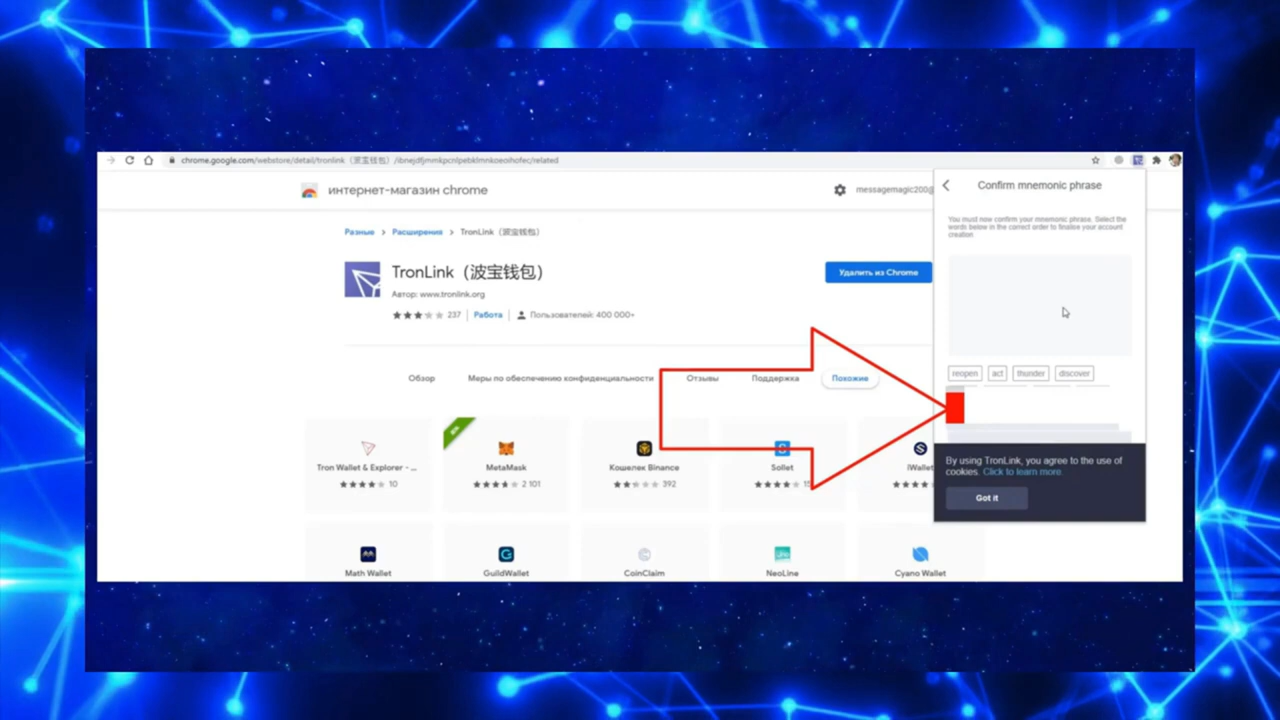 chrome.google.com/webstore/detail/tronlink（波宝钱包）/ibnejdfjmmkpcnlpebklmnkoeoihofec/related
интернет-магазин chrome
messagemagic200@
Разные > Расширения > TronLink（波宝钱包）
TronLink（波宝钱包）
Удалить из Chrome
Автор: www.tronlink.org
237 Работа Пользователей: 400 000+
Обзор Меры по обеспечению конфиденциальности Отзывы Поддержка Похожие
Tron Wallet & Explorer - ...
10
MetaMask
2 101
Кошелек Binance
392
Sollet
iWallet
Math Wallet
GuildWallet
CoinClaim
NeoLine
Cyano Wallet
Confirm mnemonic phrase
You must now confirm your mnemonic phrase. Select the
words below in the correct order to finalise your account
creation
reopen act thunder discover
By using TronLink, you agree to the use of
cookies. Click to learn more
Got it